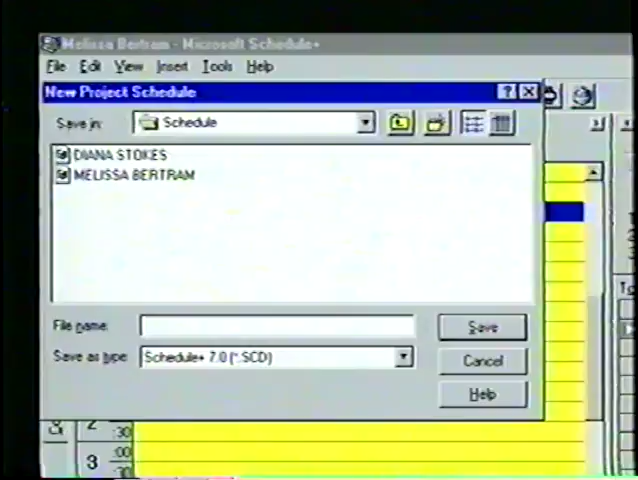 Melissa Bertram - Microsoft Schedule+
File Edit View Insert Tools Help
New Project Schedule
Save in: Schedule
DIANA STOKES
MELISSA BERTRAM
File name:
Save
Save as type: Schedule+ 7.0 (*.SCD)
Cancel
Help
2 :30
3 :00
:30